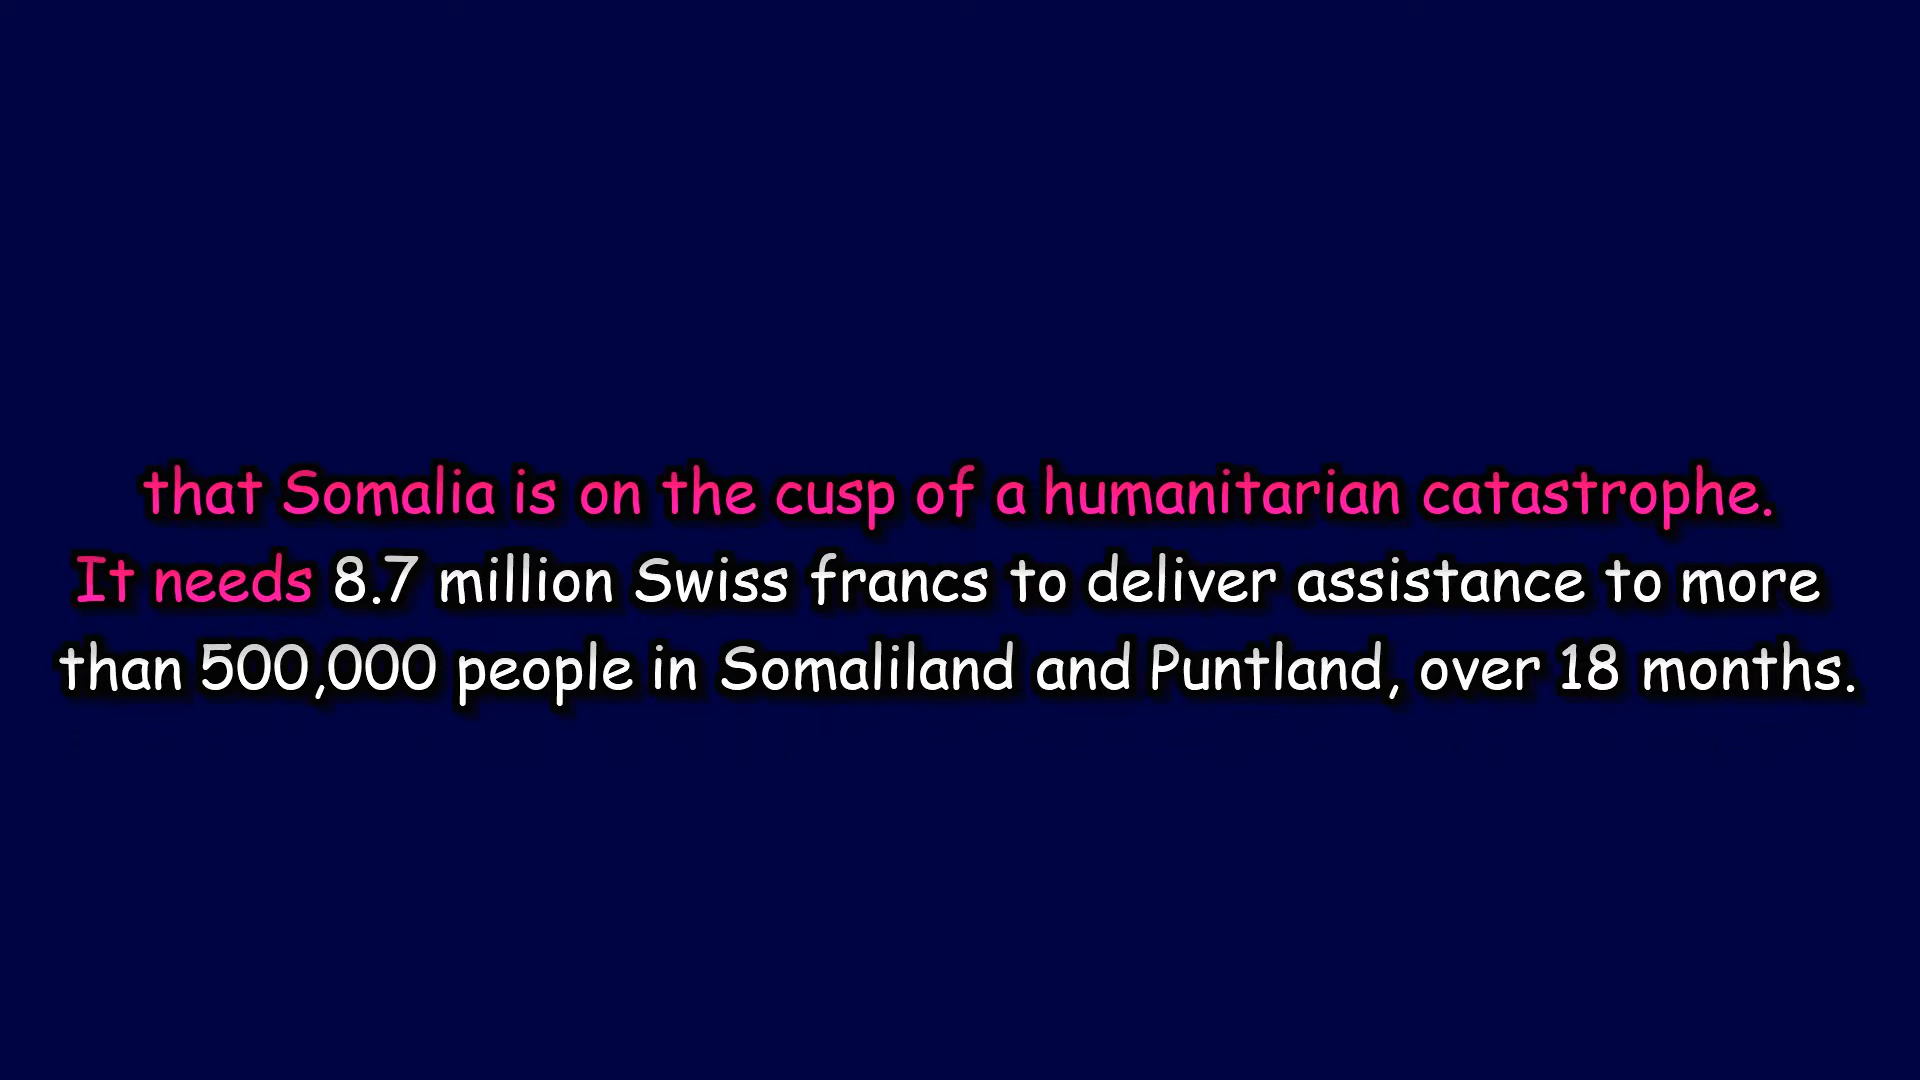 that Somalia is on the cusp of a humanitarian catastrophe.
It needs 8.7 million Swiss francs to deliver assistance to more
than 500,000 people in Somaliland and Puntland, over 18 months.